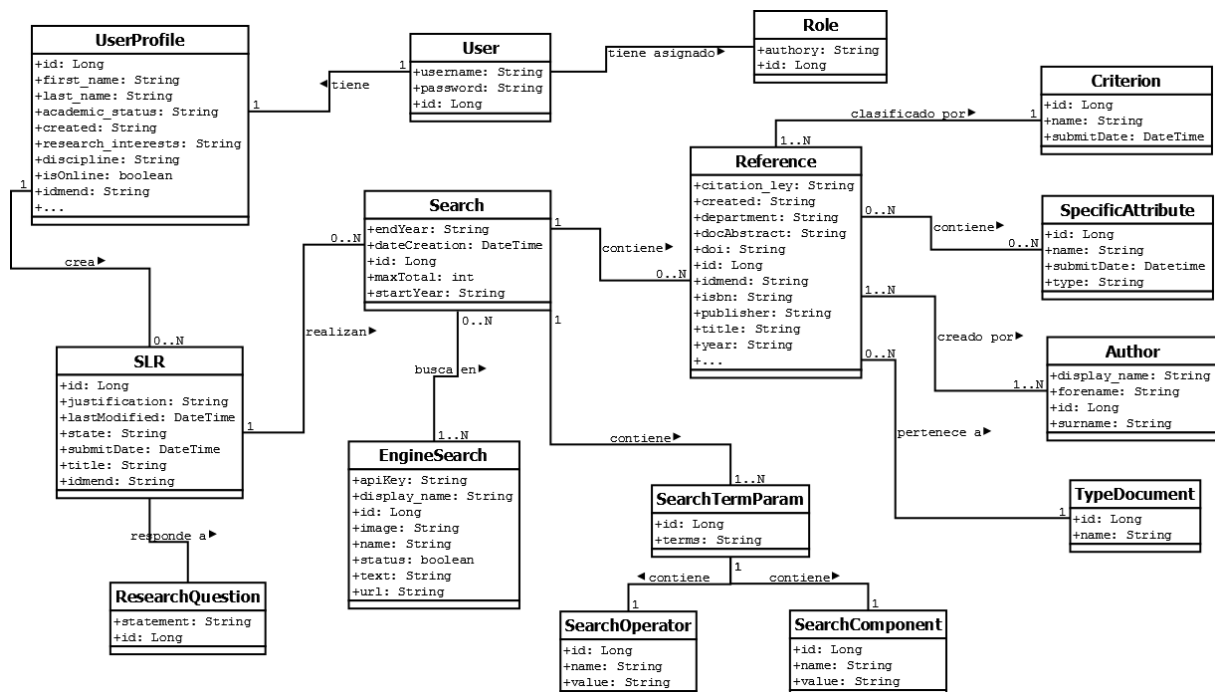 UserProfile
+id: Long
+first_name: String
+last_name: String
+academic_status: String
+created: String
+research_interests: String
+discipline: String
+isOnline: boolean
+idmend: String
+...
1
◄ tiene
1
User
+username: String
+password: String
+id: Long
tiene asignado►
Role
+authory: String
+id: Long
Criterion
+id: Long
+name: String
+submitDate: DateTime
clasificado por►
1
1..N
Reference
+citation_ley: String
+created: String
+department: String
+docAbstract: String
+doi: String
+id: Long
+idmend: String
+isbn: String
+publisher: String
+title: String
+year: String
+...
0..N
contiene►
0..N
SpecificAttribute
+id: Long
+name: String
+submitDate: Datetime
+type: String
1..N
creado por►
1..N
Author
+display_name: String
+forename: String
+id: Long
+surname: String
0..N
pertenece a►
1
TypeDocument
+id: Long
+name: String
1
crea►
0..N
Search
+endYear: String
+dateCreation: DateTime
+id: Long
+maxTotal: int
+startYear: String
1
contiene►
0..N
0..N
realizan►
1
SLR
+id: Long
+justification: String
+lastModified: DateTime
+state: String
+submitDate: DateTime
+title: String
+idmend: String
0..N
busca en►
1..N
EngineSearch
+apiKey: String
+display_name: String
+id: Long
+image: String
+name: String
+status: boolean
+text: String
+url: String
1
contiene►
1..N
SearchTermParam
+id: Long
+terms: String
responde a►
ResearchQuestion
+statement: String
+id: Long
1
◄ contiene
contiene►
1
1
SearchOperator
+id: Long
+name: String
+value: String
SearchComponent
+id: Long
+name: String
+value: String